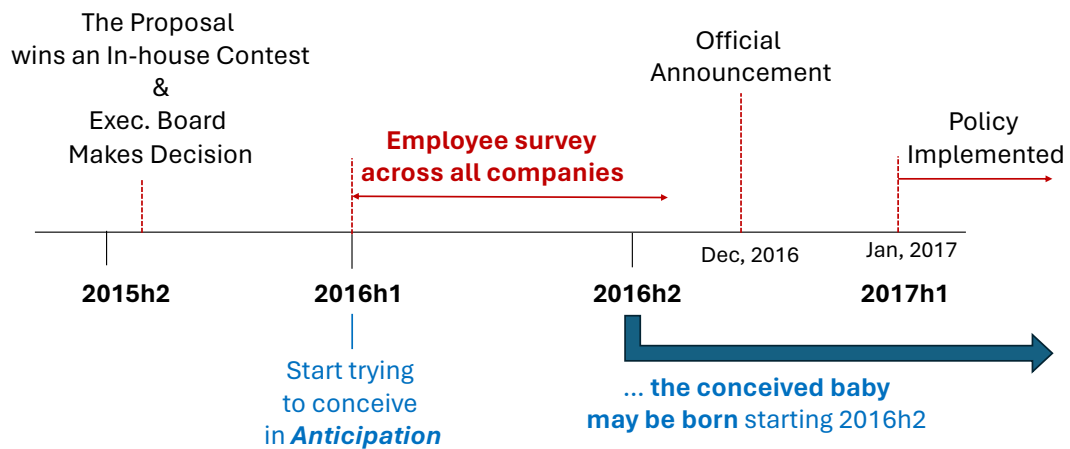 The Proposal
wins an In-house Contest
&
Exec. Board
Makes Decision
Employee survey
across all companies
Official
Announcement
Policy
Implemented
Dec, 2016
Jan, 2017
2015h2
2016h1
2016h2
2017h1
Start trying
to conceive
in Anticipation
... the conceived baby
may be born starting 2016h2